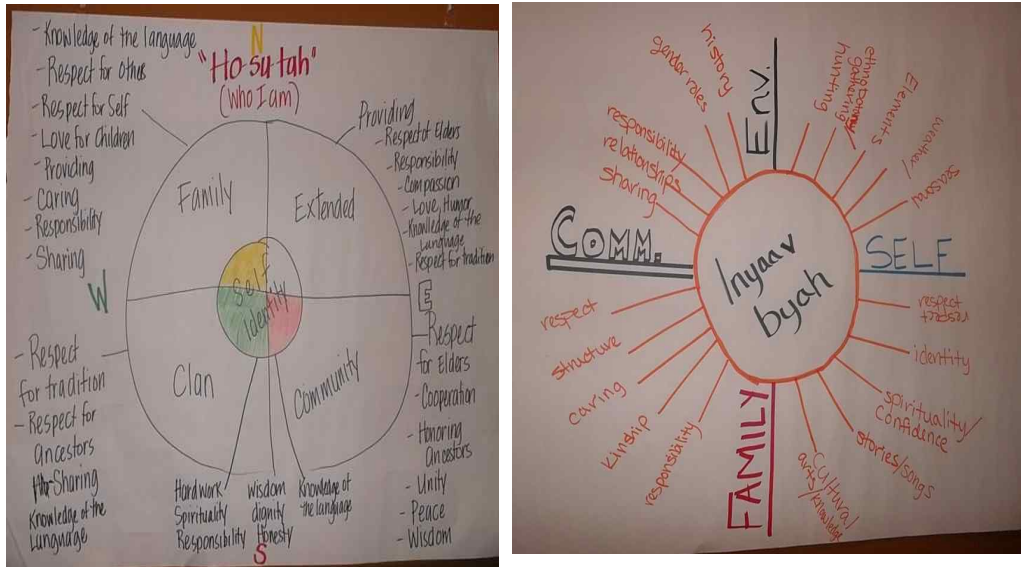 N
"Ho-su-tah"
(Who I am)
- Knowledge of the language
- Respect for Other
- Respect for Self
- Love for Children
- Providing
- Caring
- Responsibility
- Sharing
Providing
- Respect of Elders
- Responsibility
- Compassion
- Love, Humor
- Knowledge of the
Language
- Respect for tradition
Family
Extended
Self
Identity
W
E
Clan
Community
- Respect
for tradition
- Respect for
Ancestors
Sharing
Knowledge of the
Language
Hardwork
Spirituality
Responsibility
Wisdom
dignity
Honesty
Knowledge of
the language
S
Respect
for Elders
- Cooperation
- Honoring
Ancestors
- Unity
- Peace
- Wisdom
Env.
history
gender roles
responsibility
relationships
sharing
hunting
gathering
Elements
weather/
seasonal
COMM.
SELF
Inyaav
byah
respect
structure
caring
Kinship
responsibility
respect
respect
identity
spirituality/
confidence
stories/songs
Cultural
arts/knowledge
FAMILY